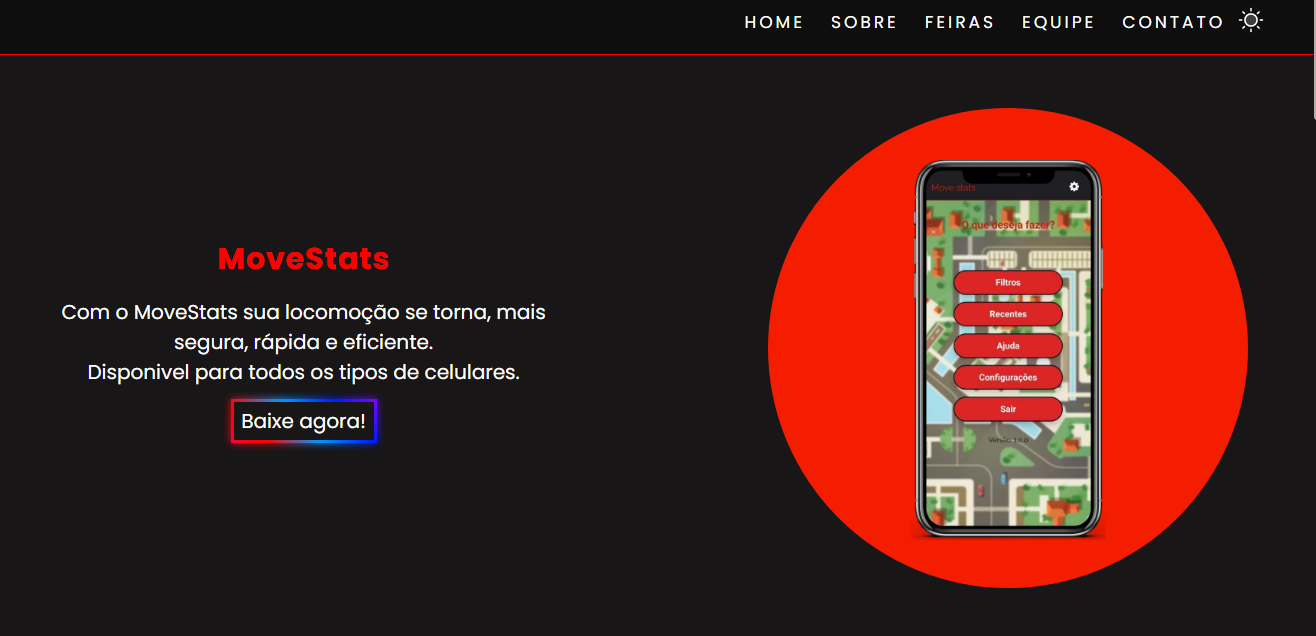 HOME SOBRE FEIRAS EQUIPE CONTATO
MoveStats
Com o MoveStats sua locomoção se torna, mais
segura, rápida e eficiente.
Disponivel para todos os tipos de celulares.
Baixe agora!
Move stats
O que deseja fazer?
Filtros
Recentes
Ajuda
Configurações
Sair
Versão 1.0.0